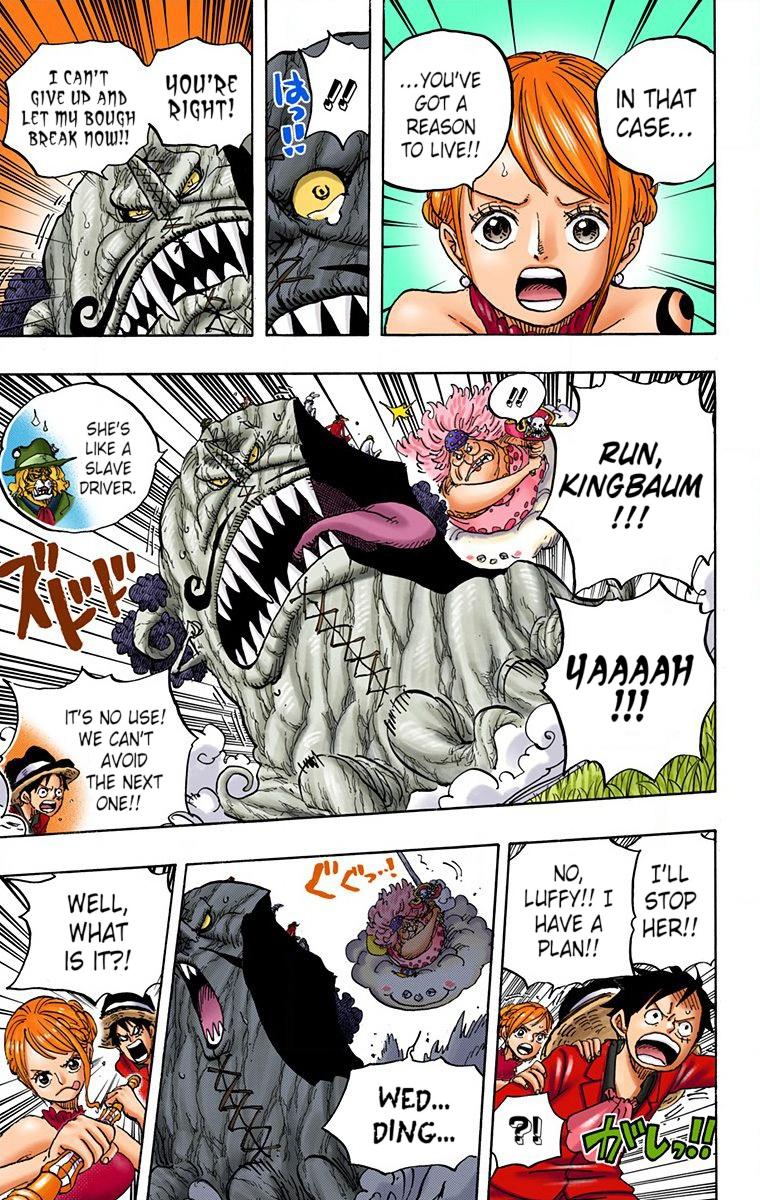 IN THAT
CASE...
...YOU'VE
GOT A
REASON
TO LIVE!!
!!
はっ!!
YOU'RE
RIGHT!
I CAN'T
GIVE UP AND
LET MY BOUGH
BREAK NOW!!
!!
RUN,
KINGBAUM
!!!
YAAAAH
!!!
SHE'S
LIKE A
SLAVE
DRIVER.
ズドドド
IT'S NO USE!
WE CAN'T
AVOID
THE NEXT
ONE!!
I'LL
STOP
HER!!
NO,
LUFFY!! I
HAVE A
PLAN!!
?!
がしっ!!
ぐぐっ…!
WED...
DING...
WELL,
WHAT
IS IT?!